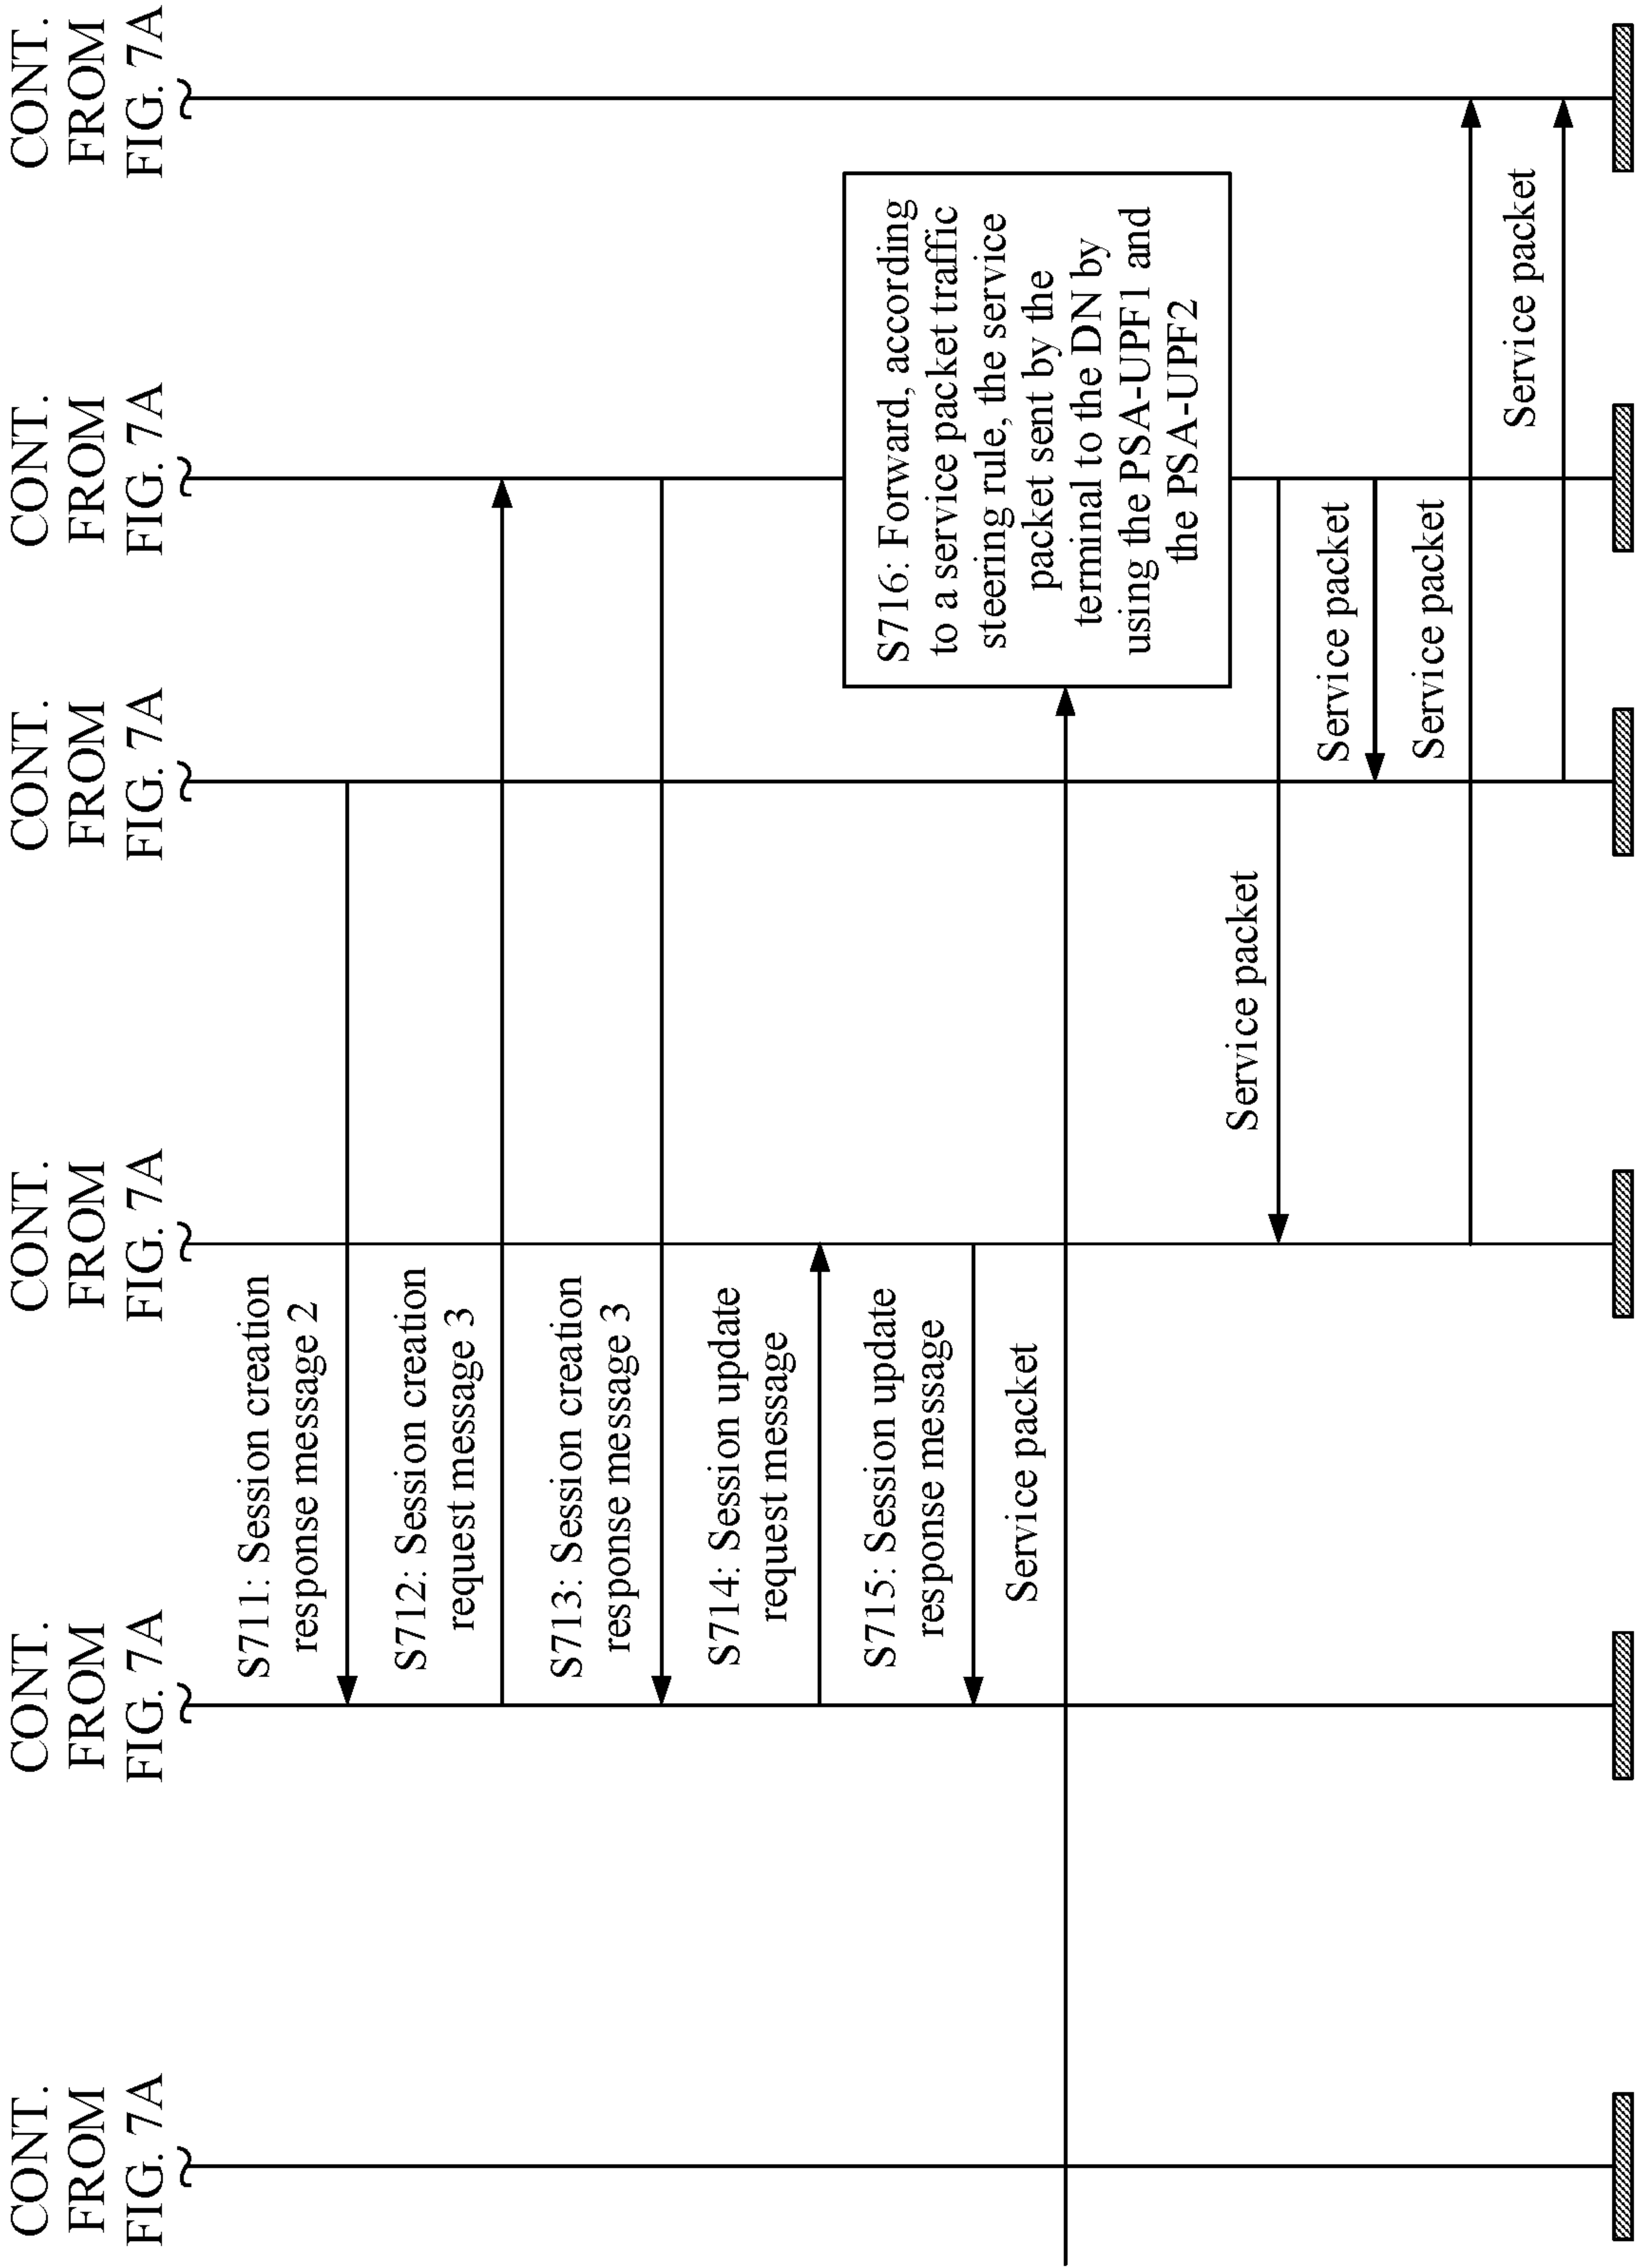 CONT.
FROM
FIG. 7A
CONT.
FROM
FIG. 7A
CONT.
FROM
FIG. 7A
CONT.
FROM
FIG. 7A
CONT.
FROM
FIG. 7A
CONT.
FROM
FIG. 7A
S711: Session creation
response message 2
S712: Session creation
request message 3
S713: Session creation
response message 3
S714: Session update
request message
S715: Session update
response message
Service packet
S716: Forward, according
to a service packet traffic
steering rule, the service
packet sent by the
terminal to the DN by
using the PSA-UPF1 and
the PSA-UPF2
Service packet
Service packet
Service packet
Service packet